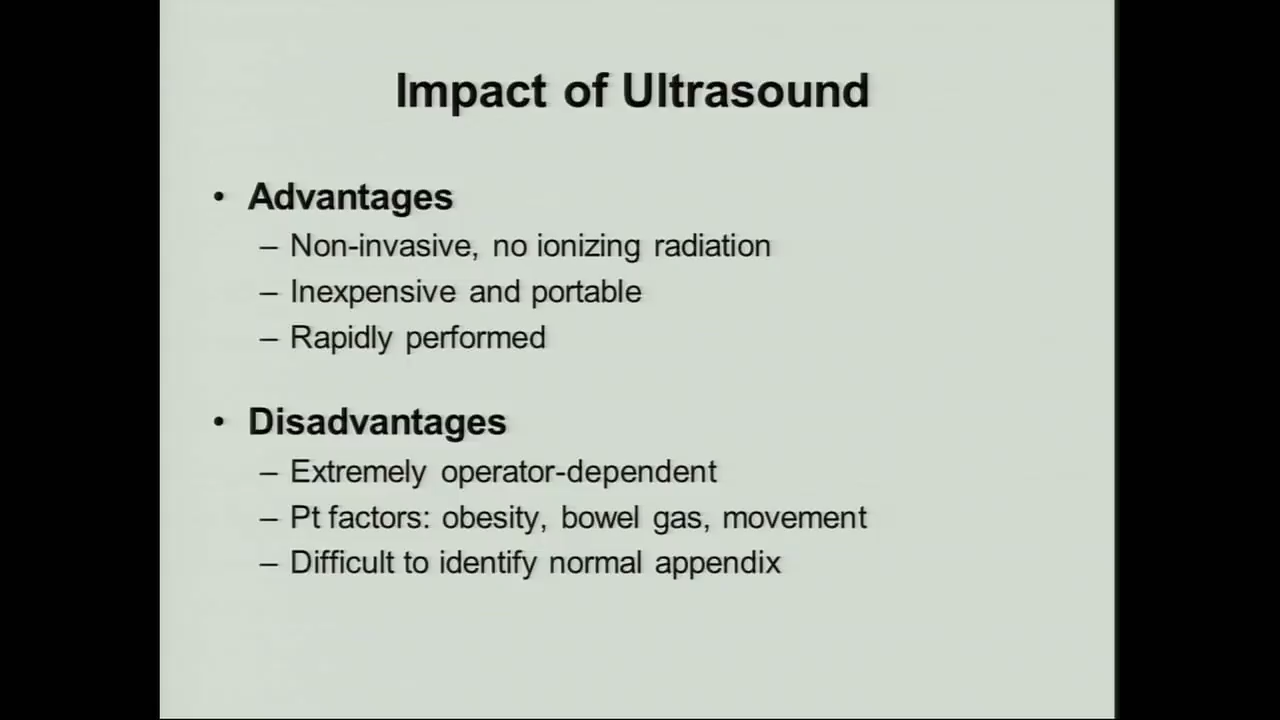 Impact of Ultrasound
• Advantages
– Non-invasive, no ionizing radiation
– Inexpensive and portable
– Rapidly performed
• Disadvantages
– Extremely operator-dependent
– Pt factors: obesity, bowel gas, movement
– Difficult to identify normal appendix